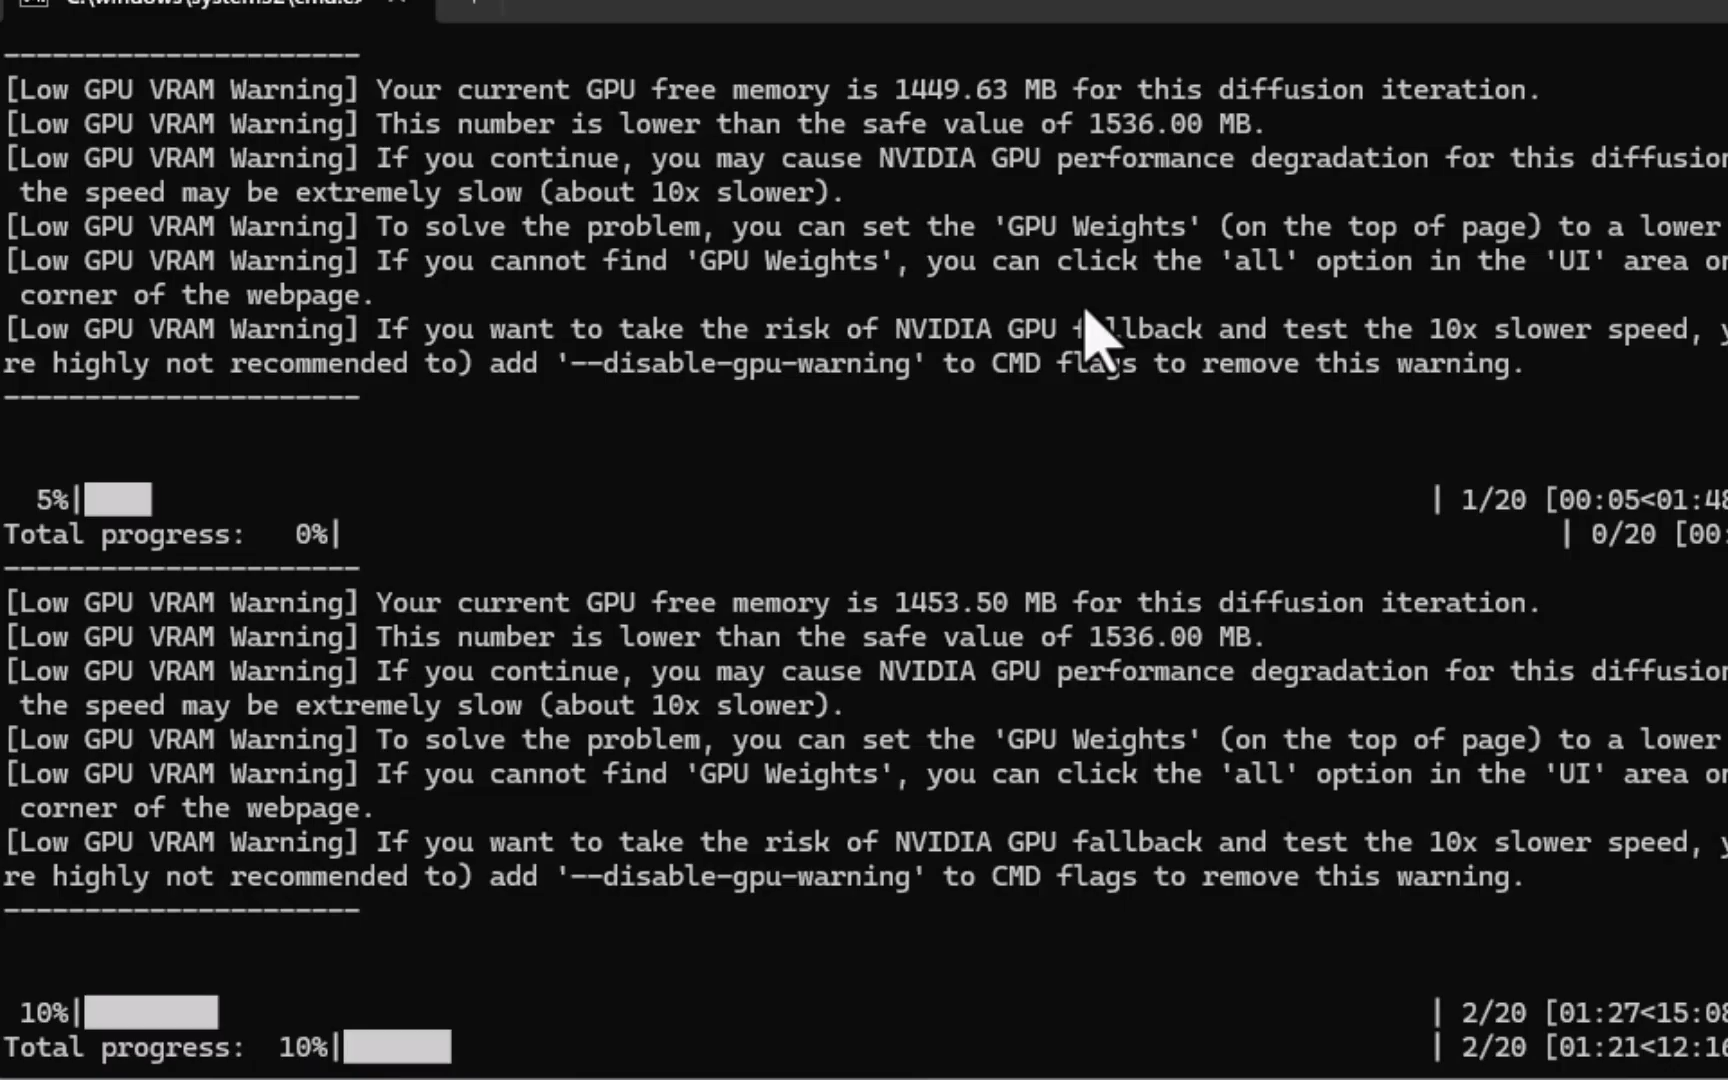 ----------------------
[Low GPU VRAM Warning] Your current GPU free memory is 1449.63 MB for this diffusion iteration.
[Low GPU VRAM Warning] This number is lower than the safe value of 1536.00 MB.
[Low GPU VRAM Warning] If you continue, you may cause NVIDIA GPU performance degradation for this diffusion
the speed may be extremely slow (about 10x slower).
[Low GPU VRAM Warning] To solve the problem, you can set the 'GPU Weights' (on the top of page) to a lower
[Low GPU VRAM Warning] If you cannot find 'GPU Weights', you can click the 'all' option in the 'UI' area on
corner of the webpage.
[Low GPU VRAM Warning] If you want to take the risk of NVIDIA GPU fallback and test the 10x slower speed,
re highly not recommended to) add '--disable-gpu-warning' to CMD flags to remove this warning.
----------------------
5%| | 1/20 [00:05<01:48
Total progress: 0%| | 0/20 [00:
----------------------
[Low GPU VRAM Warning] Your current GPU free memory is 1453.50 MB for this diffusion iteration.
[Low GPU VRAM Warning] This number is lower than the safe value of 1536.00 MB.
[Low GPU VRAM Warning] If you continue, you may cause NVIDIA GPU performance degradation for this diffusion
the speed may be extremely slow (about 10x slower).
[Low GPU VRAM Warning] To solve the problem, you can set the 'GPU Weights' (on the top of page) to a lower
[Low GPU VRAM Warning] If you cannot find 'GPU Weights', you can click the 'all' option in the 'UI' area on
corner of the webpage.
[Low GPU VRAM Warning] If you want to take the risk of NVIDIA GPU fallback and test the 10x slower speed,
re highly not recommended to) add '--disable-gpu-warning' to CMD flags to remove this warning.
----------------------
10%| | 2/20 [01:27<15:08
Total progress: 10%| | 2/20 [01:21<12:16